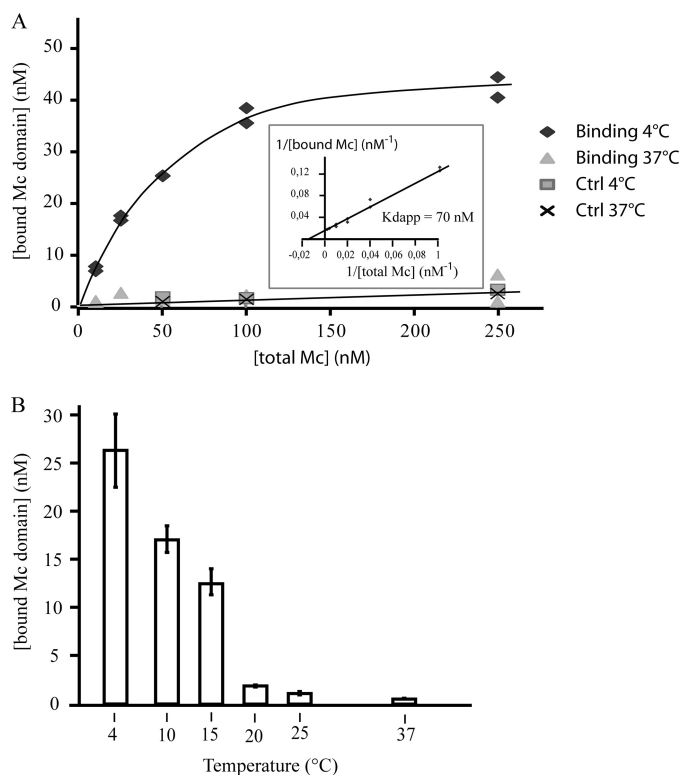 A
[bound Mc domain] (nM)
50
40
30
20
10
0
0 50 100 150 200 250
[total Mc] (nM)
1/[bound Mc] (nM⁻¹)
0,12
0,08
0,04
-0,02 0 0,02 0,04 0,06 0,08 1
Kdapp = 70 nM
1/[total Mc] (nM⁻¹)
Binding 4°C
Binding 37°C
Ctrl 4°C
Ctrl 37°C
B
[bound Mc domain] (nM)
30
25
20
15
10
5
0
4 10 15 20 25 37
Temperature (°C)